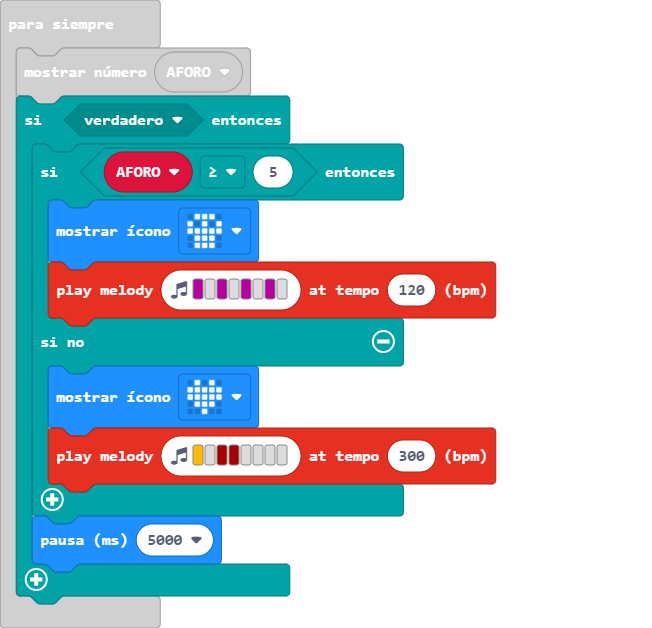 para siempre
mostrar número AFORO
si verdadero entonces
si AFORO ≥ 5 entonces
mostrar ícono
play melody at tempo 120 (bpm)
si no
mostrar ícono
play melody at tempo 300 (bpm)
pausa (ms) 5000